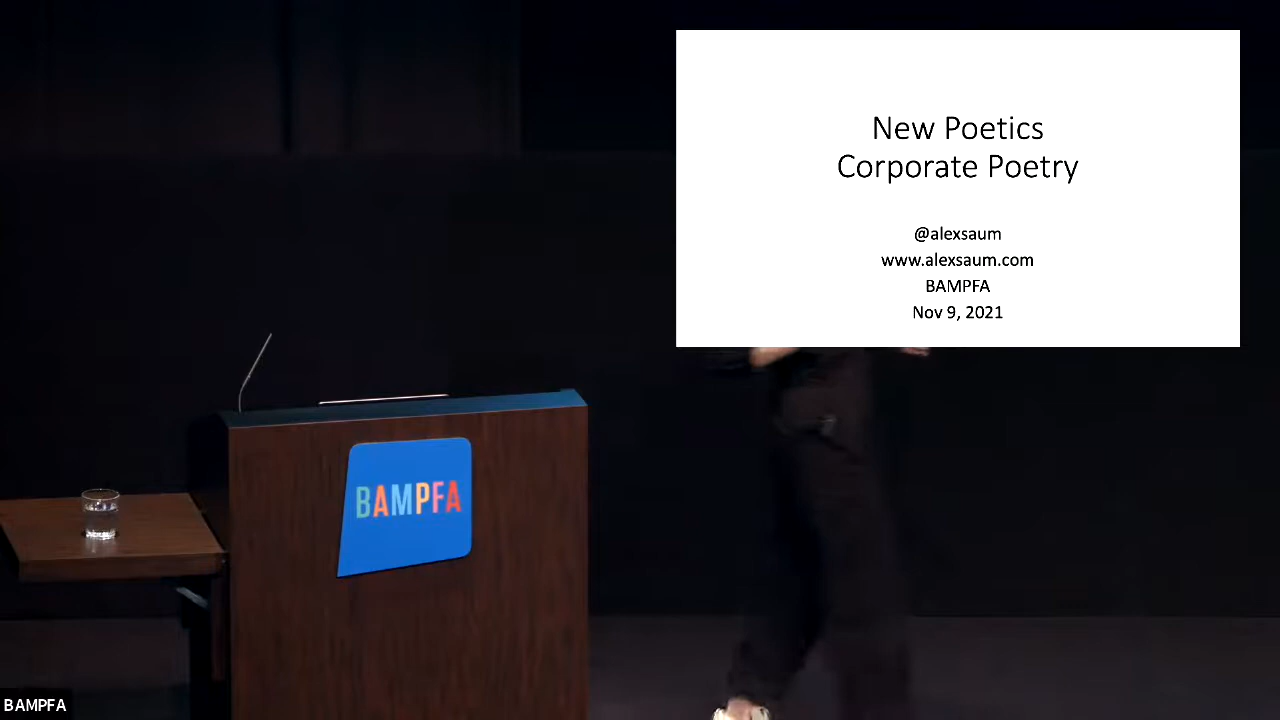 New Poetics
Corporate Poetry
@alexsaum
www.alexsaum.com
BAMPFA
Nov 9, 2021
BAMPFA
BAMPFA